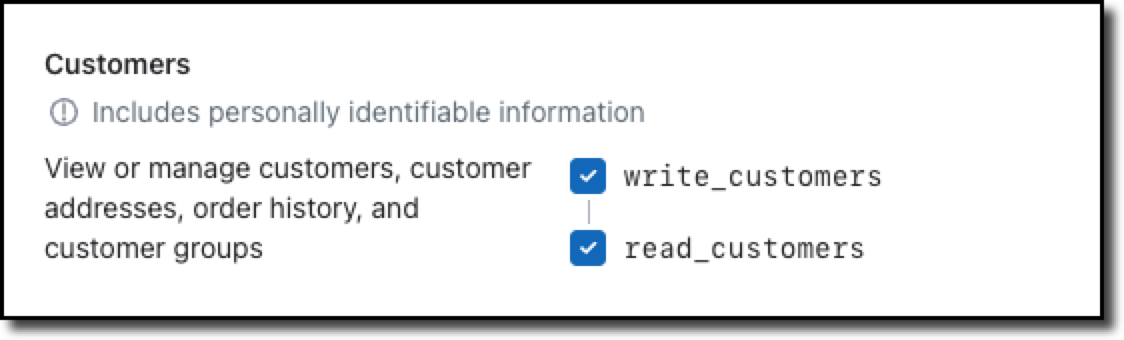 Customers
Includes personally identifiable information
View or manage customers, customer
addresses, order history, and
customer groups
write_customers
read_customers